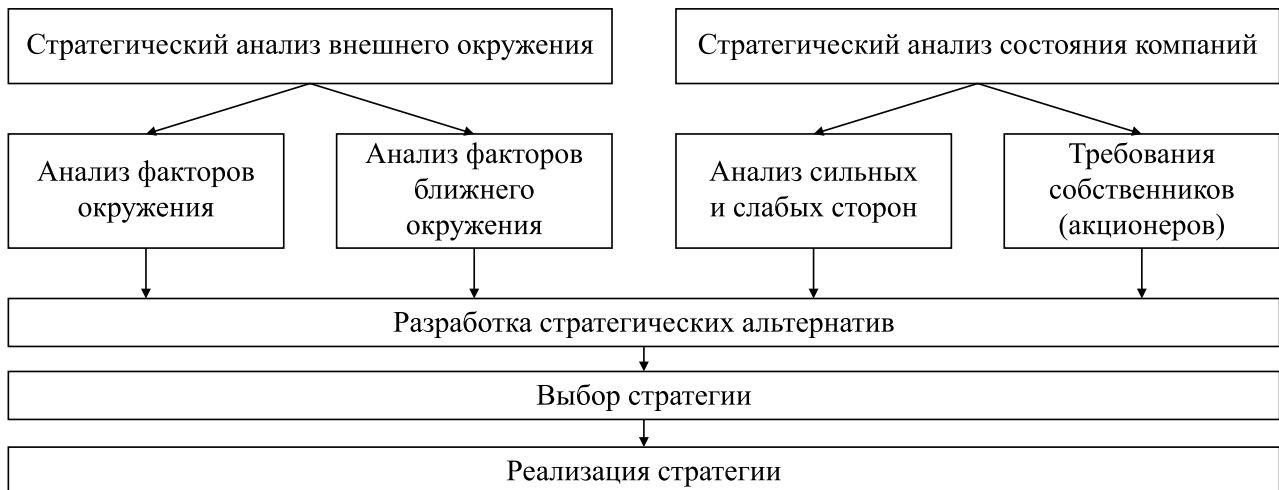 Стратегический анализ внешнего окружения
Стратегический анализ состояния компаний
Анализ факторов
окружения
Анализ факторов
ближнего
окружения
Анализ сильных
и слабых сторон
Требования
собственников
(акционеров)
Разработка стратегических альтернатив
Выбор стратегии
Реализация стратегии